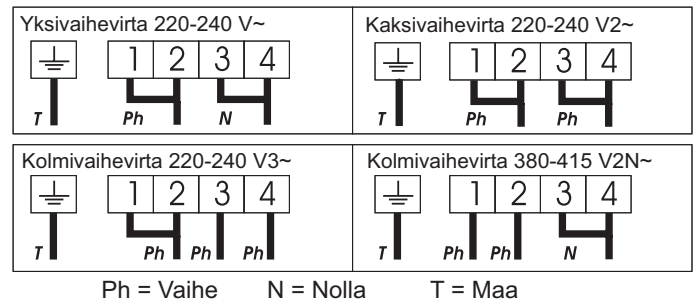 Yksivaihevirta 220-240 V~
1 2 3 4
T Ph N
Kaksivaihevirta 220-240 V2~
1 2 3 4
T Ph Ph
Kolmivaihevirta 220-240 V3~
1 2 3 4
T Ph Ph Ph
Kolmivaihevirta 380-415 V2N~
1 2 3 4
T Ph Ph N
Ph = Vaihe N = Nolla T = Maa